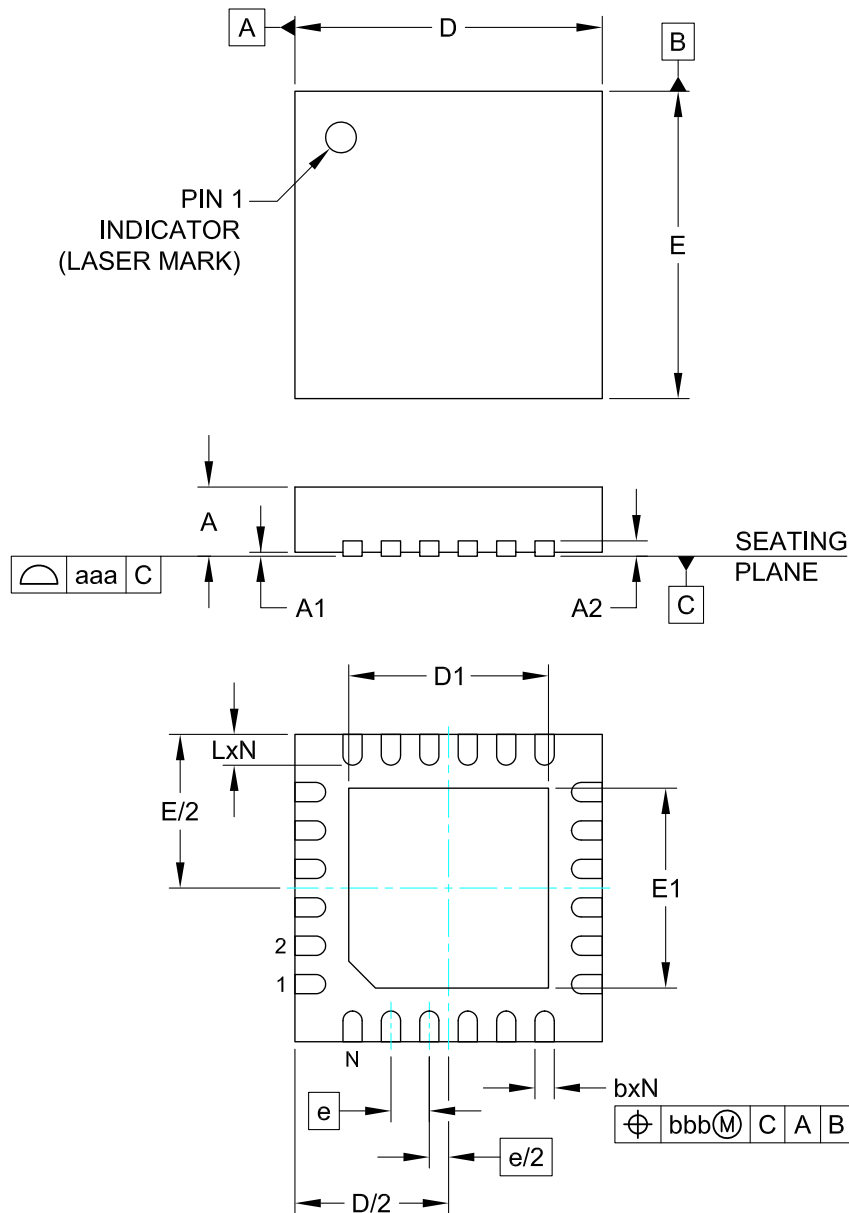 A
D
B
PIN 1
INDICATOR
(LASER MARK)
E
A
SEATING
PLANE
aaa C
A1
A2
C
D1
LxN
E/2
E1
2
1
N
bxN
e
bbbⓂ C A B
e/2
D/2